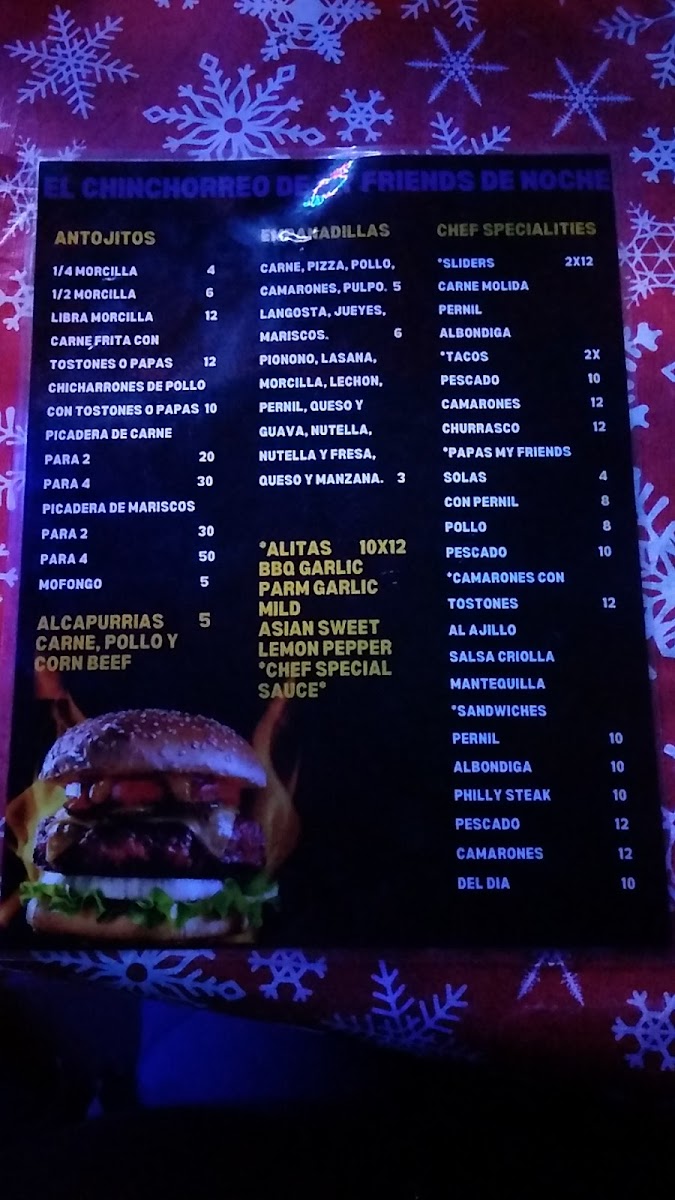 EL CHINCHORREO DE FRIENDS DE NOCHE
ANTOJITOS
1/4 MORCILLA 4
1/2 MORCILLA 6
LIBRA MORCILLA 12
CARNE FRITA CON
TOSTONES O PAPAS 12
CHICHARRONES DE POLLO
CON TOSTONES O PAPAS 10
PICADERA DE CARNE
PARA 2 20
PARA 4 30
PICADERA DE MARISCOS
PARA 2 30
PARA 4 50
MOFONGO 5
ALCAPURRIAS 5
CARNE, POLLO Y
CORN BEEF
EMPANADILLAS
CARNE, PIZZA, POLLO,
CAMARONES, PULPO. 5
LANGOSTA, JUEYES,
MARISCOS. 6
PIONONO, LASANA,
MORCILLA, LECHON,
PERNIL, QUESO Y
GUAVA, NUTELLA,
NUTELLA Y FRESA,
QUESO Y MANZANA. 3
*ALITAS 10X12
BBQ GARLIC
PARM GARLIC
MILD
ASIAN SWEET
LEMON PEPPER
*CHEF SPECIAL
SAUCE*
CHEF SPECIALITIES
*SLIDERS 2X12
CARNE MOLIDA
PERNIL
ALBONDIGA
*TACOS 2X
PESCADO 10
CAMARONES 12
CHURRASCO 12
*PAPAS MY FRIENDS
SOLAS 4
CON PERNIL 8
POLLO 8
PESCADO 10
*CAMARONES CON
TOSTONES 12
AL AJILLO
SALSA CRIOLLA
MANTEQUILLA
*SANDWICHES
PERNIL 10
ALBONDIGA 10
PHILLY STEAK 10
PESCADO 12
CAMARONES 12
DEL DIA 10